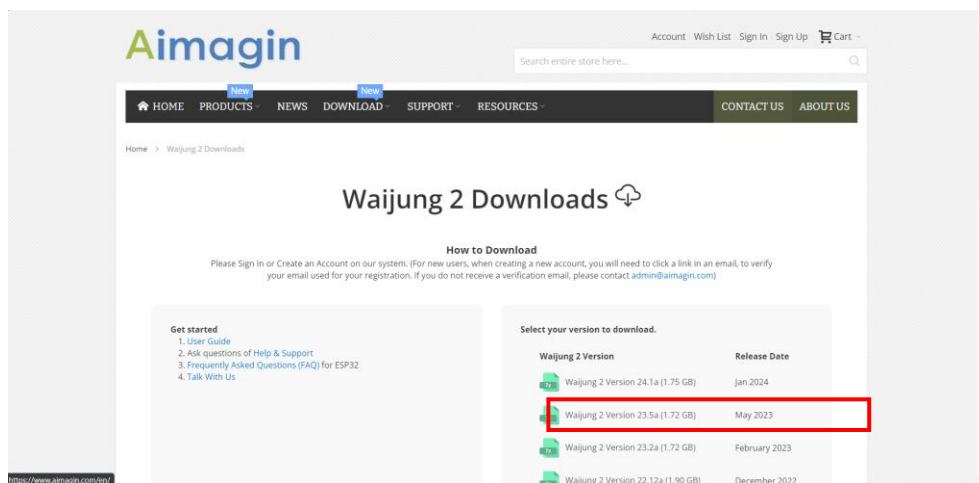 Aimagin
Account Wish List Sign In Sign Up Cart
Search entire store here...
New New
HOME PRODUCTS NEWS DOWNLOAD SUPPORT RESOURCES CONTACT US ABOUT US
Home > Waijung 2 Downloads
Waijung 2 Downloads
How to Download
Please Sign In or Create an Account on our system. (For new users, when creating a new account, you will need to click a link in an email, to verify
your email used for your registration. If you do not receive a verification email, please contact admin@aimagin.com)
Get started
1. User Guide
2. Ask questions of Help & Support
3. Frequently Asked Questions (FAQ) for ESP32
4. Talk With Us
Select your version to download.
Waijung 2 Version Release Date
Waijung 2 Version 24.1a (1.75 GB) Jan 2024
Waijung 2 Version 23.5a (1.72 GB) May 2023
Waijung 2 Version 23.2a (1.72 GB) February 2023
Waijung 2 Version 22.12a (1.90 GB) December 2022
https://www.aimagin.com/en/